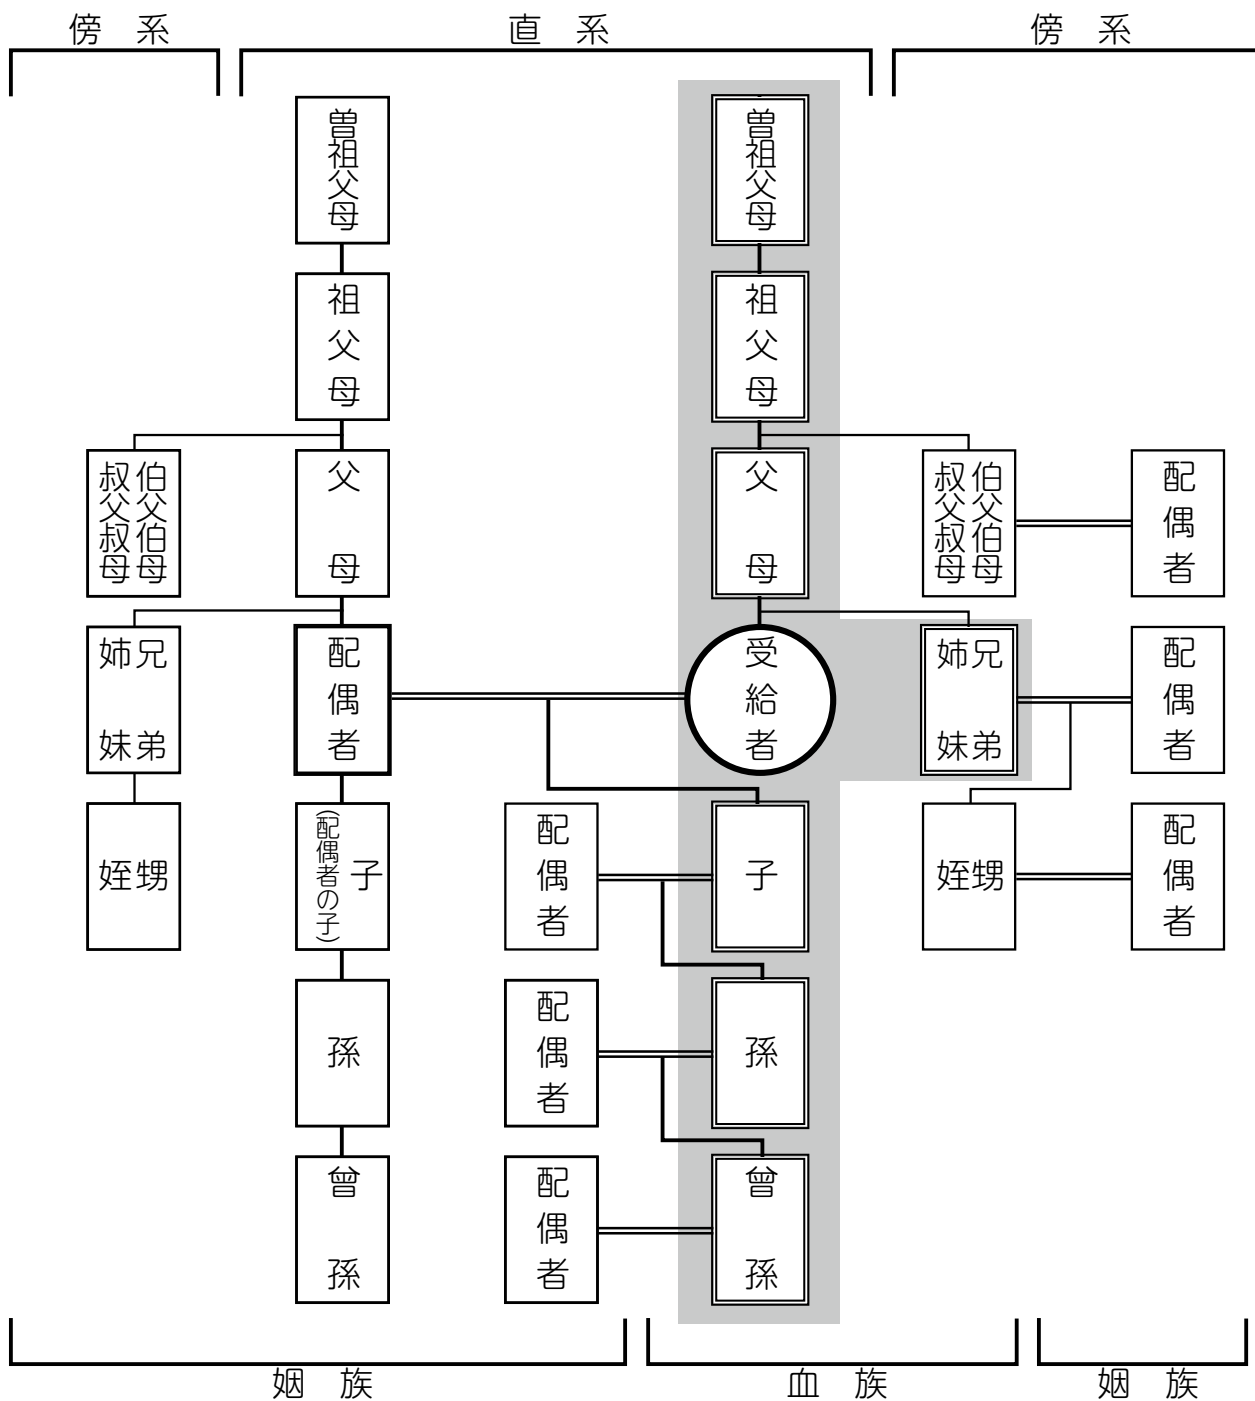 傍　系
直　系
傍　系
曽祖父母
曽祖父母
祖父母
祖父母
伯父伯母
叔父叔母
父　母
父　母
伯父伯母
叔父叔母
配偶者
兄　弟
姉　妹
配偶者
受給者
兄　弟
姉　妹
配偶者
甥
姪
子
(配偶者の子)
配偶者
子
甥
姪
配偶者
孫
配偶者
孫
曾　孫
配偶者
曾　孫
姻　族
血　族
姻　族